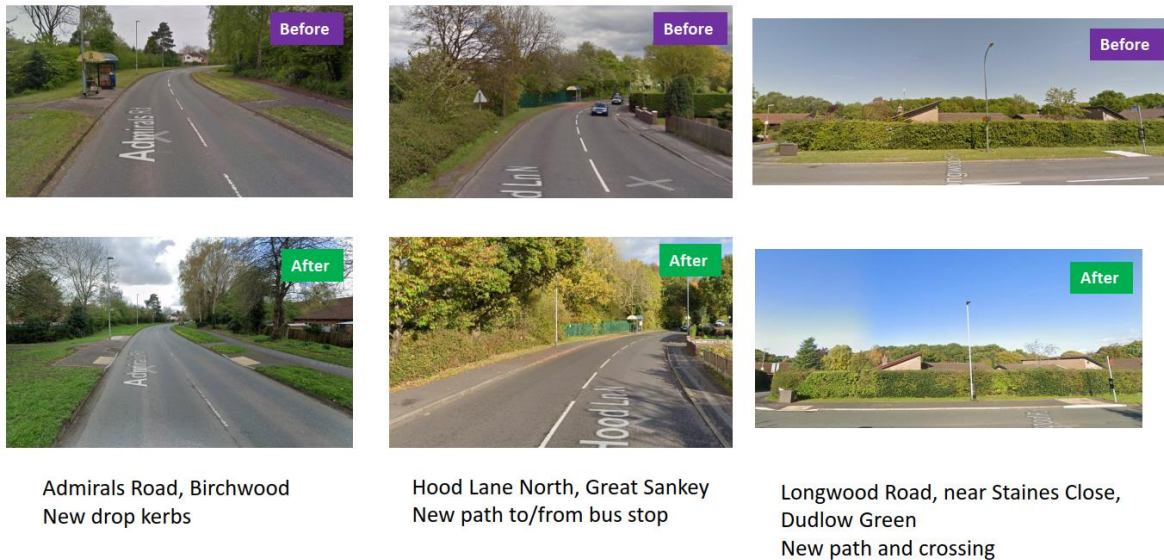 Before
Before
Before
Admirals Rd
Hood Ln N
After
After
After
Admirals Rd
Hood Ln N
Admirals Road, Birchwood
New drop kerbs
Hood Lane North, Great Sankey
New path to/from bus stop
Longwood Road, near Staines Close,
Dudlow Green
New path and crossing